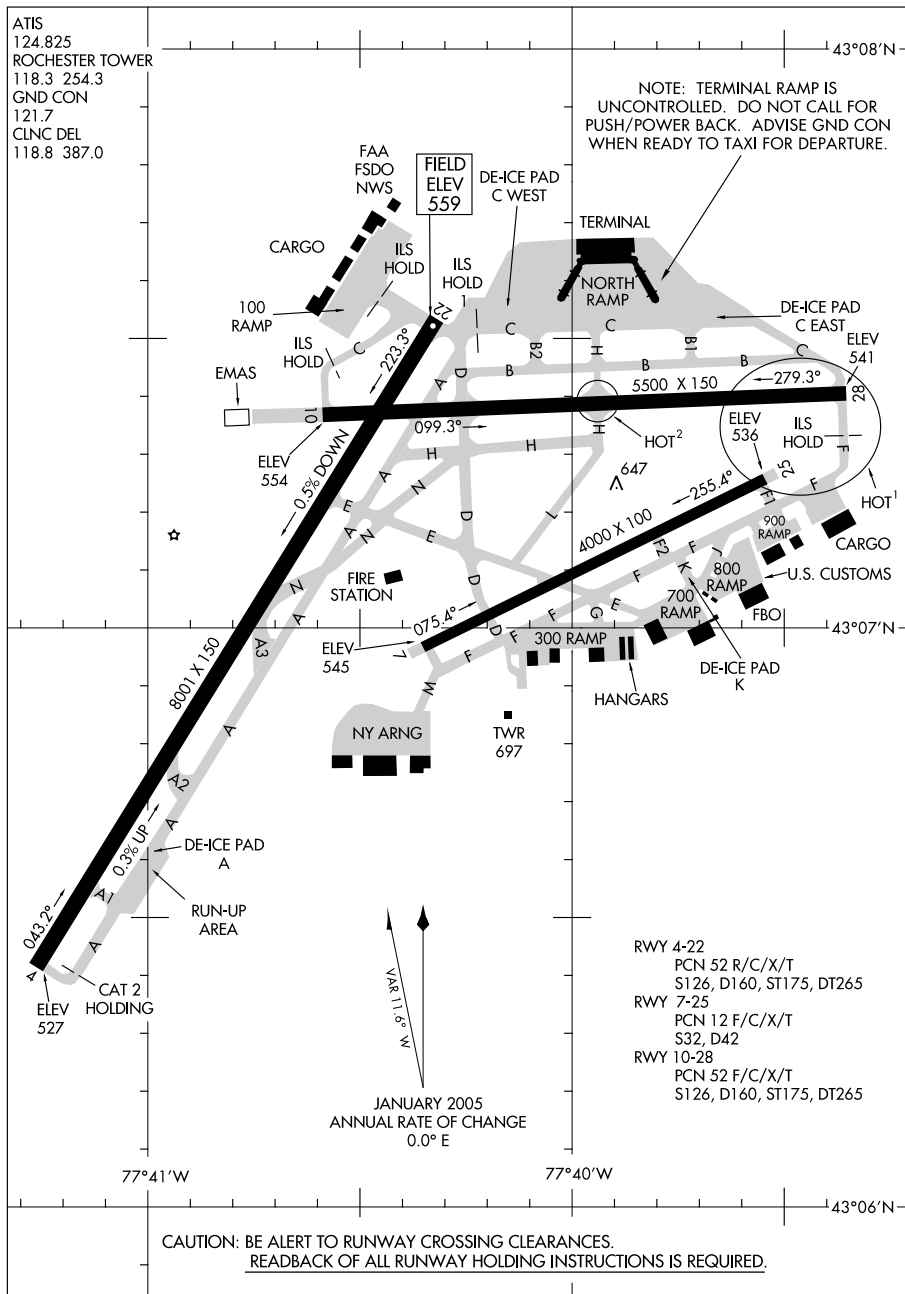 ATIS
124.825
ROCHESTER TOWER
118.3 254.3
GND CON
121.7
CLNC DEL
118.8 387.0
43°08'N
NOTE: TERMINAL RAMP IS
UNCONTROLLED. DO NOT CALL FOR
PUSH/POWER BACK. ADVISE GND CON
WHEN READY TO TAXI FOR DEPARTURE.
FAA
FSDO
NWS
FIELD
ELEV
559
DE-ICE PAD
C WEST
TERMINAL
CARGO
ILS
HOLD
ILS
HOLD
NORTH
RAMP
100
RAMP
DE-ICE PAD
C EAST
22
C
C
ILS
HOLD
C
223.3°
B2
H
B1
C
ELEV
541
EMAS
A
D
B
B
B
5500 X 150
279.3°
28
10
099.3°
HOT²
ELEV
536
ILS
HOLD
F
ELEV
554
0.5% DOWN
A
H
H
H
647
25
HOT¹
N
E
A
N
D
I
255.4°
F1
F
4000 X 100
900
RAMP
CARGO
E
F2
F
J
FIRE
STATION
K
800
RAMP
U.S. CUSTOMS
N
A
D
F
700
RAMP
FBO
075.4°
E
G
F
43°07'N
A3
ELEV
545
7
D
F
F
300 RAMP
DE-ICE PAD
K
8001 X 150
W
HANGARS
A
NY ARNG
TWR
697
A2
0.3% UP
A
DE-ICE PAD
A
A1
RUN-UP
AREA
043.2°
A
4
CAT 2
HOLDING
ELEV
527
VAR 11.6° W
RWY 4-22
PCN 52 R/C/X/T
S126, D160, ST175, DT265
RWY 7-25
PCN 12 F/C/X/T
S32, D42
RWY 10-28
PCN 52 F/C/X/T
S126, D160, ST175, DT265
JANUARY 2005
ANNUAL RATE OF CHANGE
0.0° E
77°41'W
77°40'W
43°06'N
CAUTION: BE ALERT TO RUNWAY CROSSING CLEARANCES.
READBACK OF ALL RUNWAY HOLDING INSTRUCTIONS IS REQUIRED.